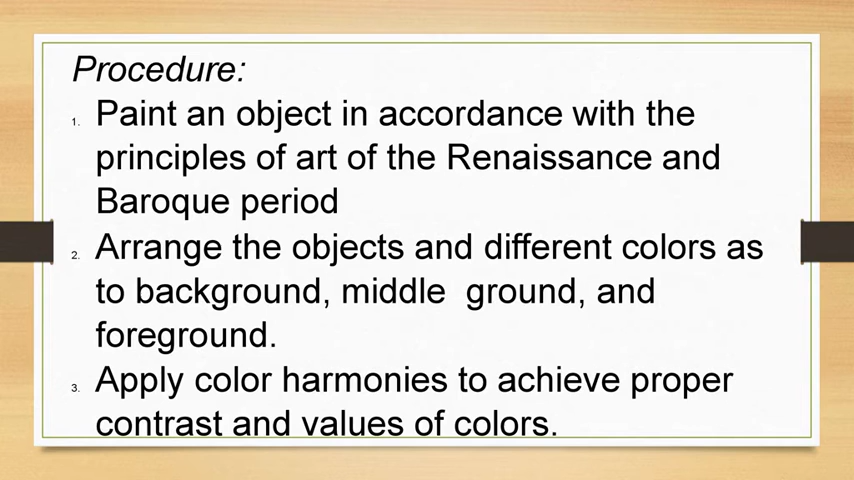 Procedure:
1. Paint an object in accordance with the
principles of art of the Renaissance and
Baroque period
2. Arrange the objects and different colors as
to background, middle  ground, and
foreground.
3. Apply color harmonies to achieve proper
contrast and values of colors.